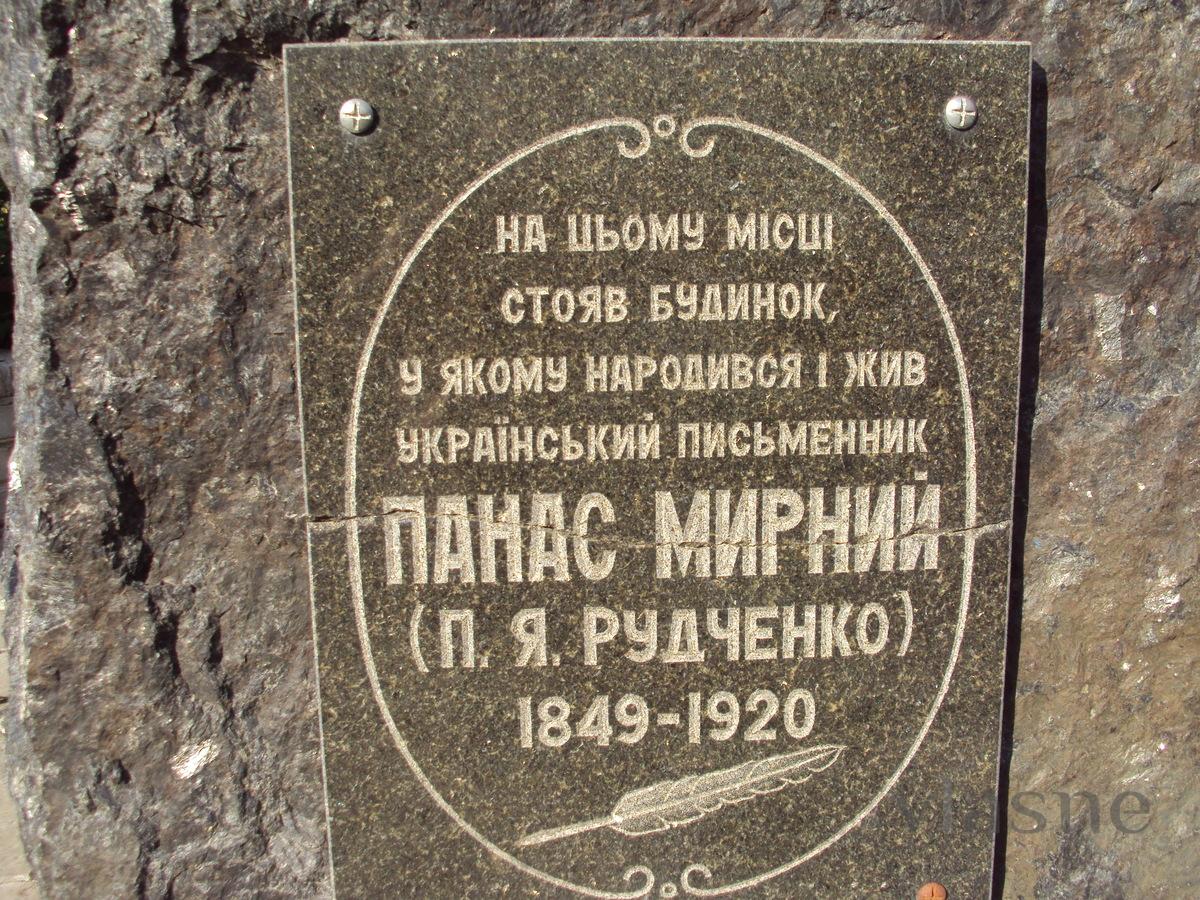 НА ЦЬОМУ МІСЦІ
СТОЯВ БУДИНОК,
У ЯКОМУ НАРОДИВСЯ І ЖИВ
УКРАЇНСЬКИЙ ПИСЬМЕННИК
ПАНАС МИРНИЙ
(П. Я. РУДЧЕНКО)
1849-1920
Vlasne